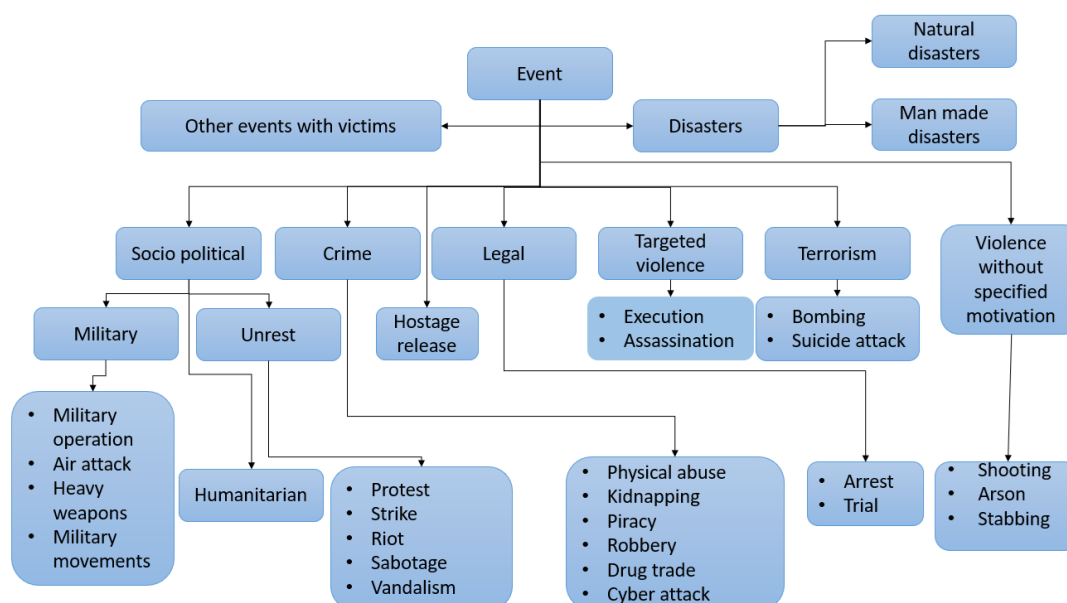 Natural
disasters
Event
Other events with victims
Disasters
Man made
disasters
Socio political
Crime
Legal
Targeted
violence
Terrorism
Violence
without
specified
motivation
Military
Unrest
Hostage
release
• Execution
• Assassination
• Bombing
• Suicide attack
• Military
operation
• Air attack
• Heavy
weapons
• Military
movements
Humanitarian
• Protest
• Strike
• Riot
• Sabotage
• Vandalism
• Physical abuse
• Kidnapping
• Piracy
• Robbery
• Drug trade
• Cyber attack
• Arrest
• Trial
• Shooting
• Arson
• Stabbing